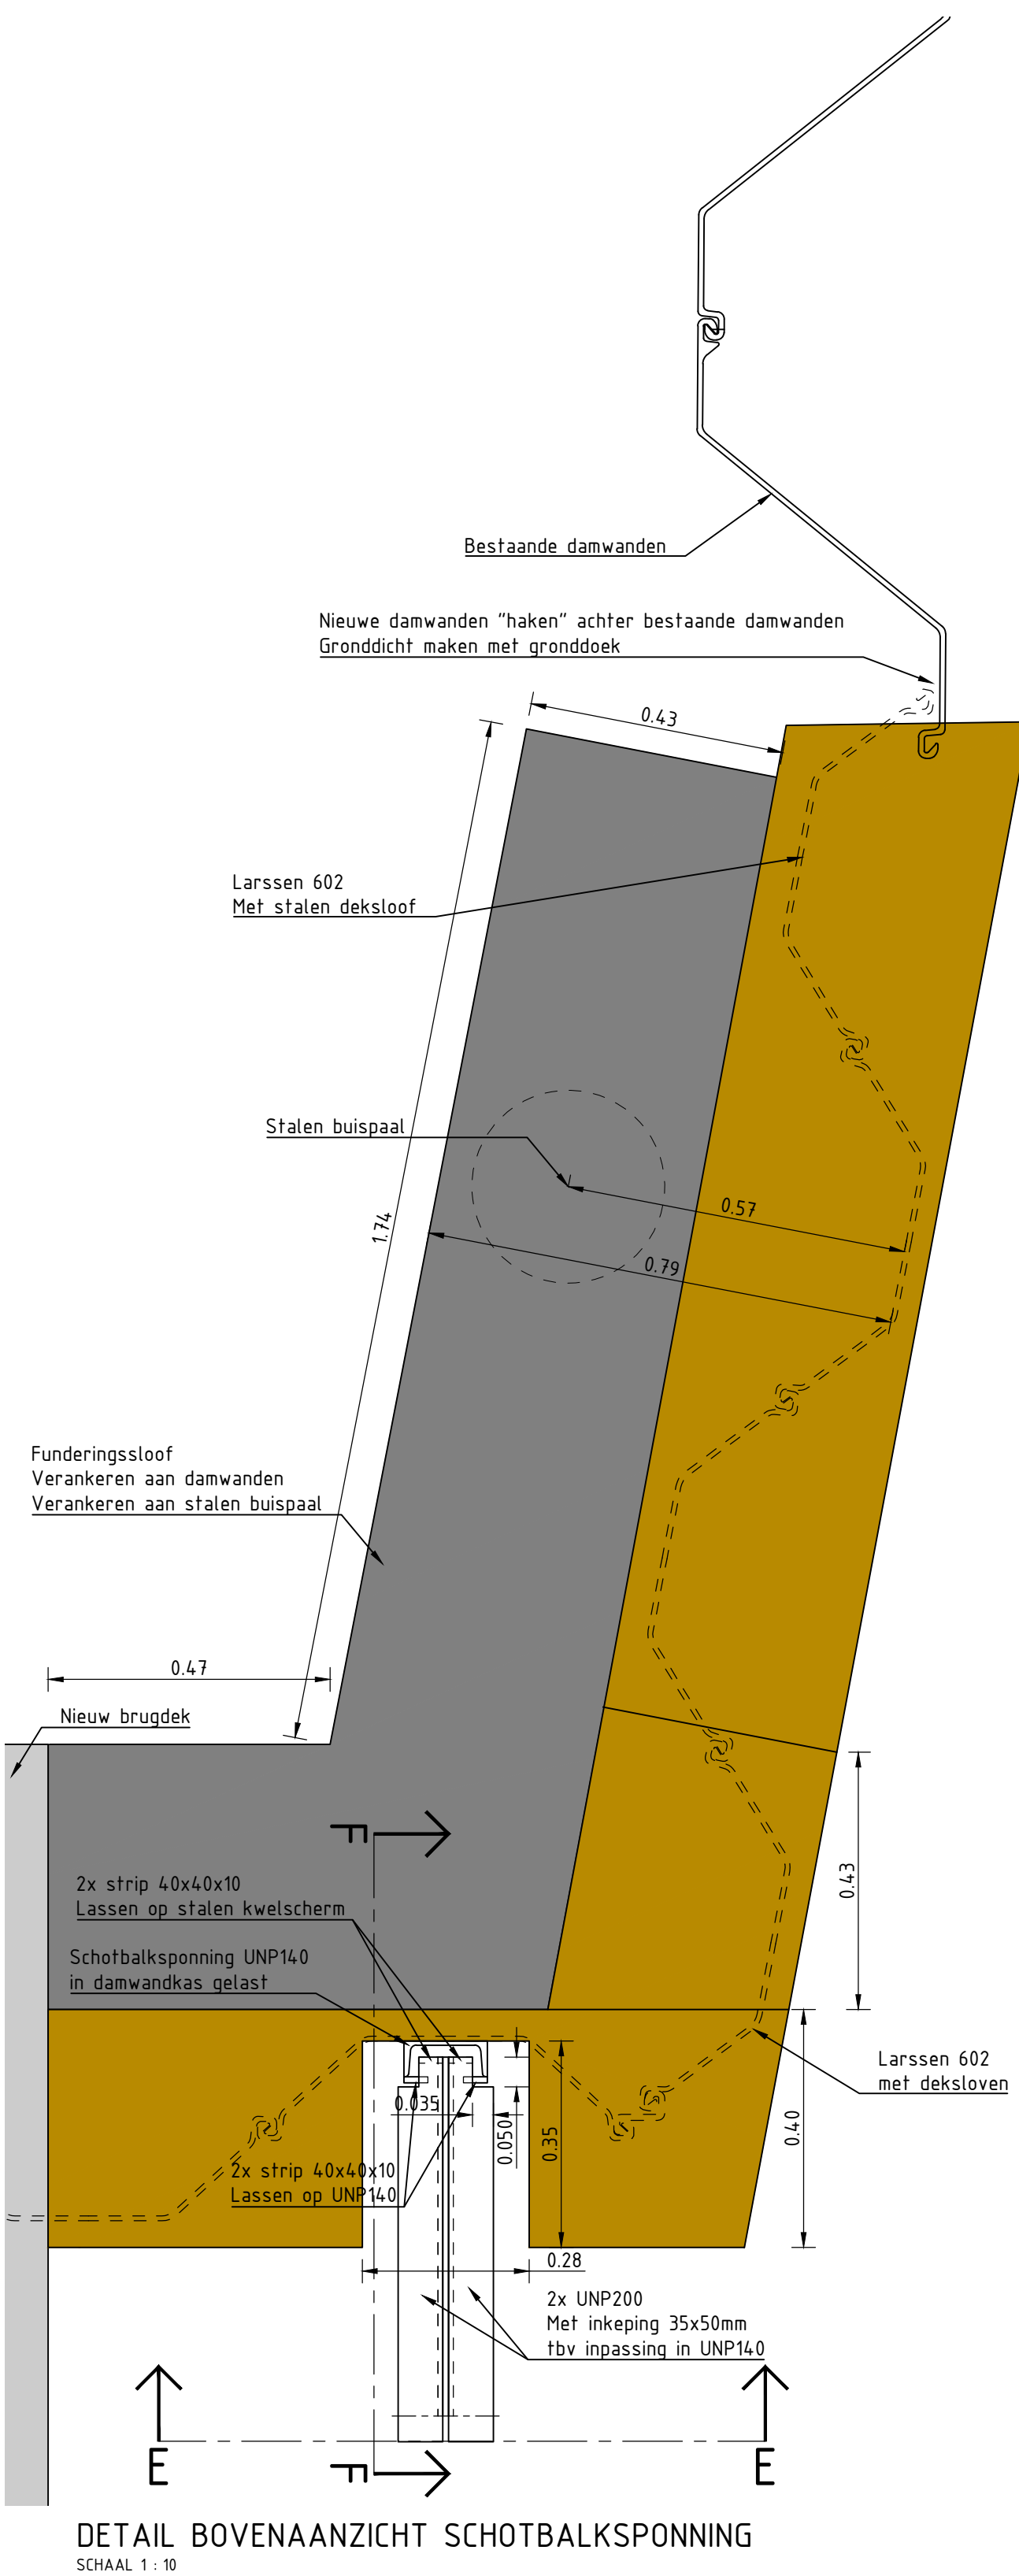 Bestaande damwanden
Nieuwe damwanden "haken" achter bestaande damwanden
Gronddicht maken met gronddoek
0.43
Larssen 602
Met stalen deksloof
Stalen buispaal
0.57
1.74
0.79
Funderingssloof
Verankeren aan damwanden
Verankeren aan stalen buispaal
0.47
Nieuw brugdek
F
0.43
2x strip 40x40x10
Lassen op stalen kwelscherm
Schotbalksponning UNP140
in damwandkas gelast
Larssen 602
met deksloven
0.035
0.050
0.35
0.40
2x strip 40x40x10
Lassen op UNP140
0.28
2x UNP200
Met inkeping 35x50mm
tbv inpassing in UNP140
E
E
F
DETAIL BOVENAANZICHT SCHOTBALKSPONNING
SCHAAL 1 : 10